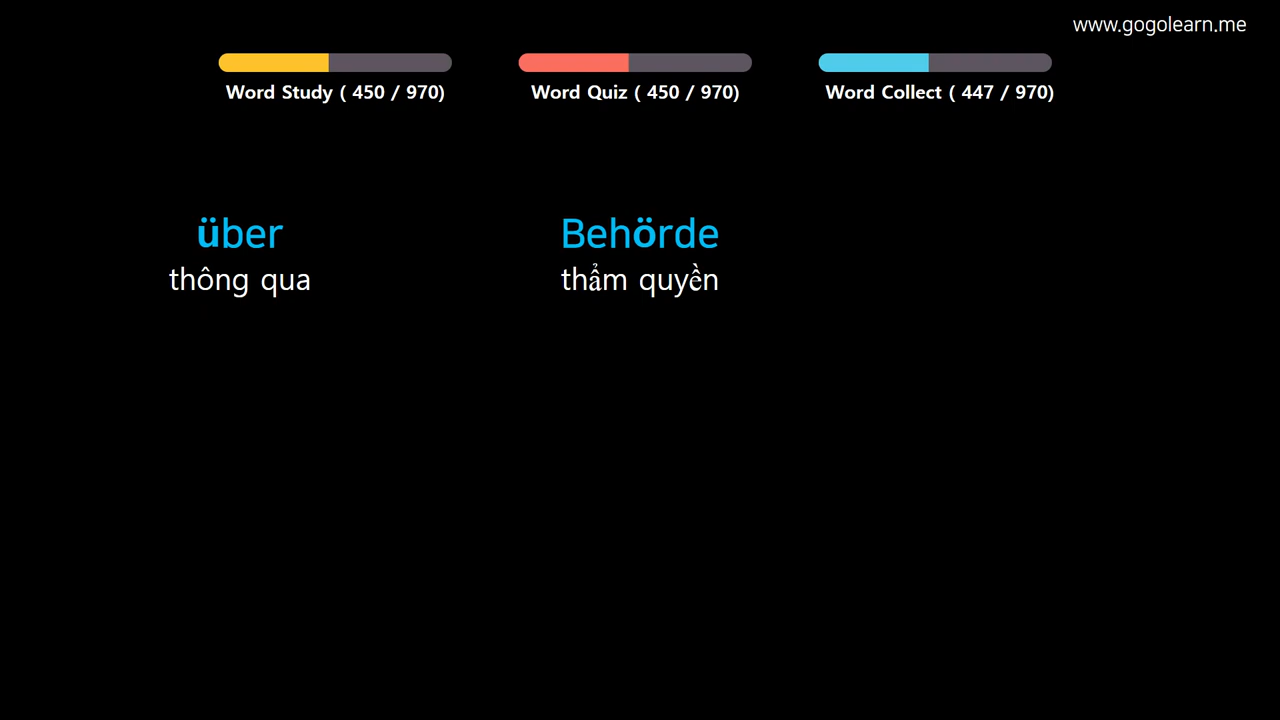 www.gogolearn.me
Word Study ( 450 / 970)
Word Quiz ( 450 / 970)
Word Collect ( 447 / 970)
über
thông qua
Behörde
thẩm quyền